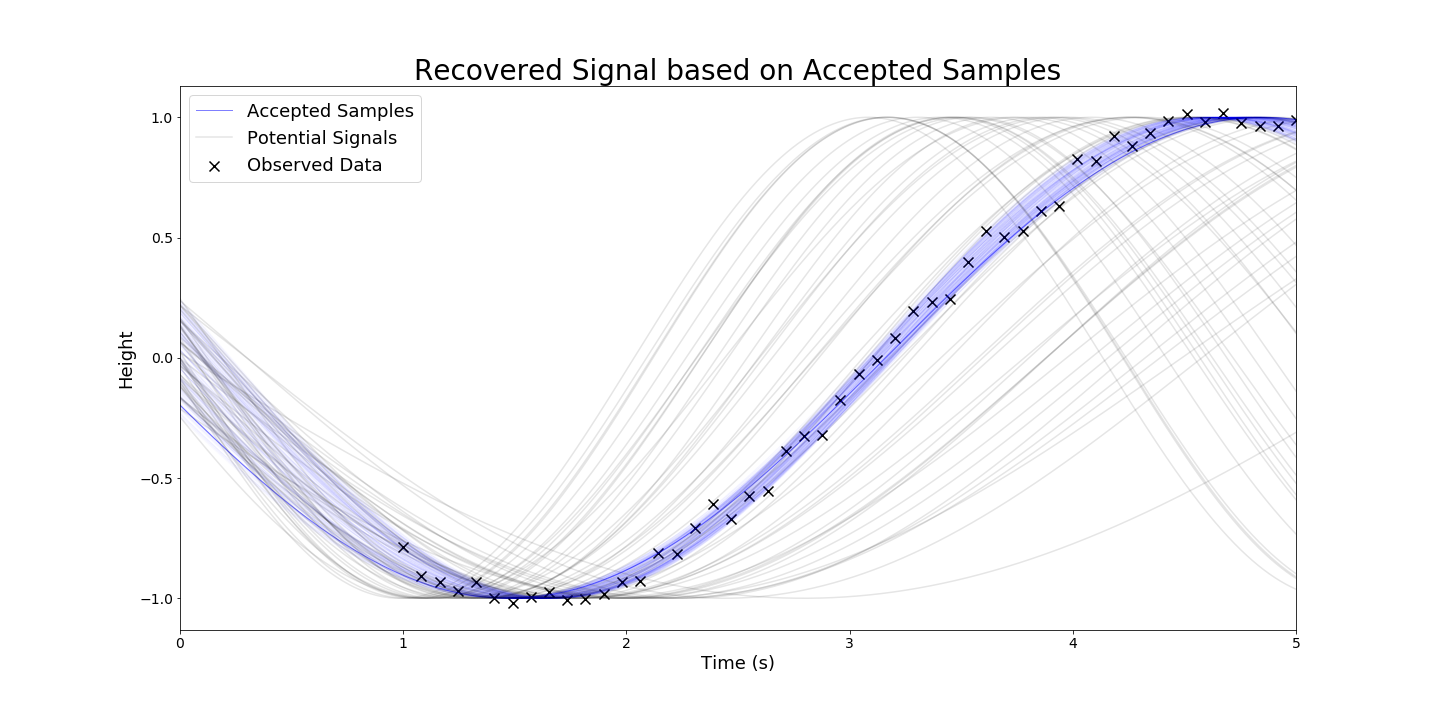 Recovered Signal based on Accepted Samples
Accepted Samples
Potential Signals
Observed Data
1.0
0.5
0.0
−0.5
−1.0
Height
0 1 2 3 4 5
Time (s)